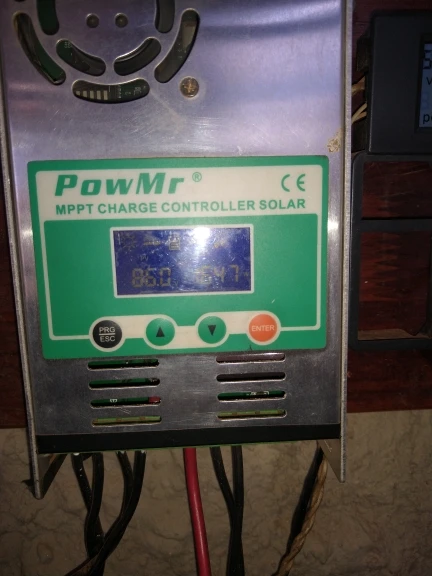 PowMr®
CE
MPPT CHARGE CONTROLLER SOLAR
PRG
ESC
ENTER